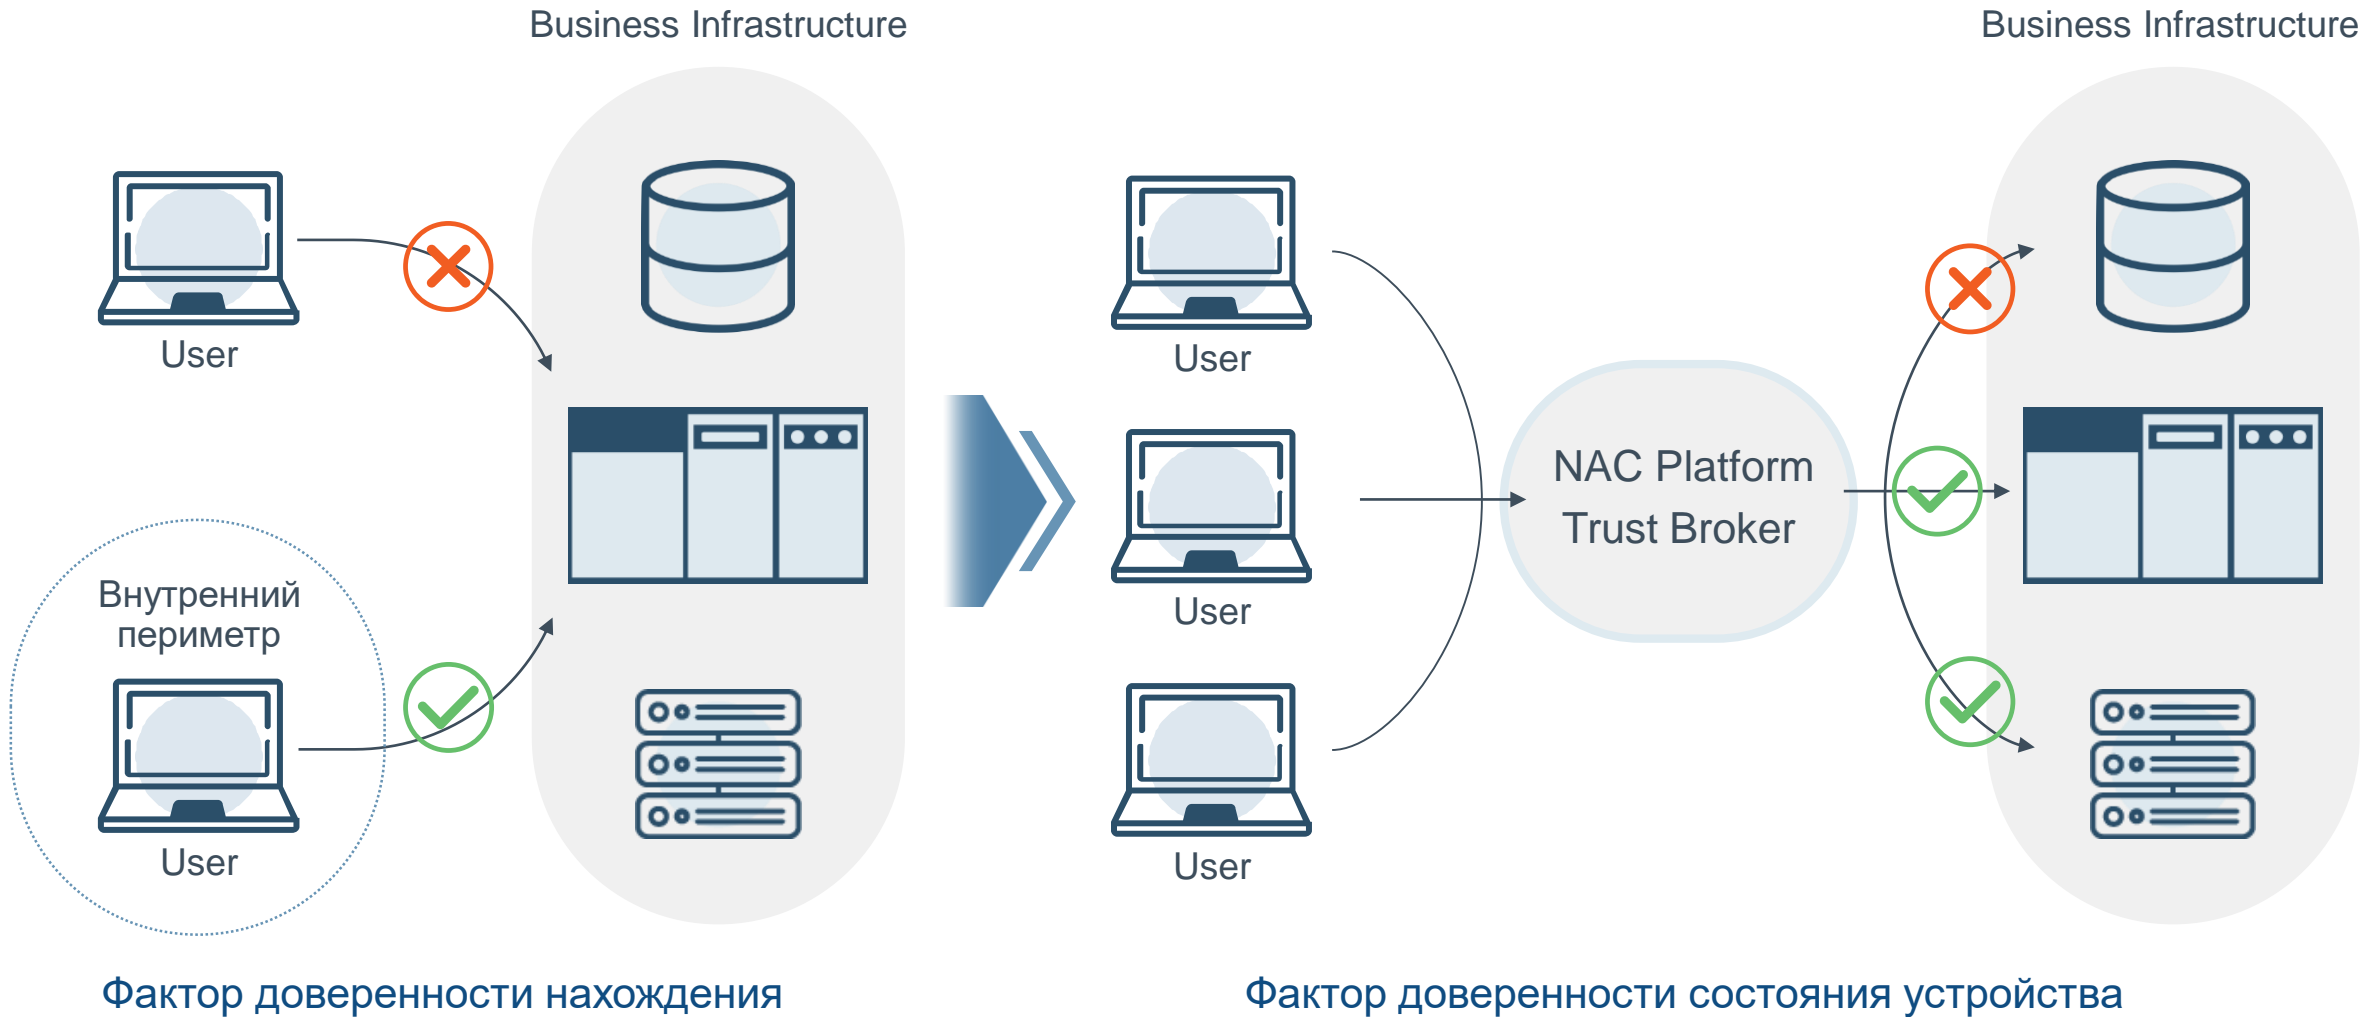 Business Infrastructure
User
Внутренний
периметр
User
Фактор доверенности нахождения
Business Infrastructure
User
User
User
NAC Platform
Trust Broker
Фактор доверенности состояния устройства